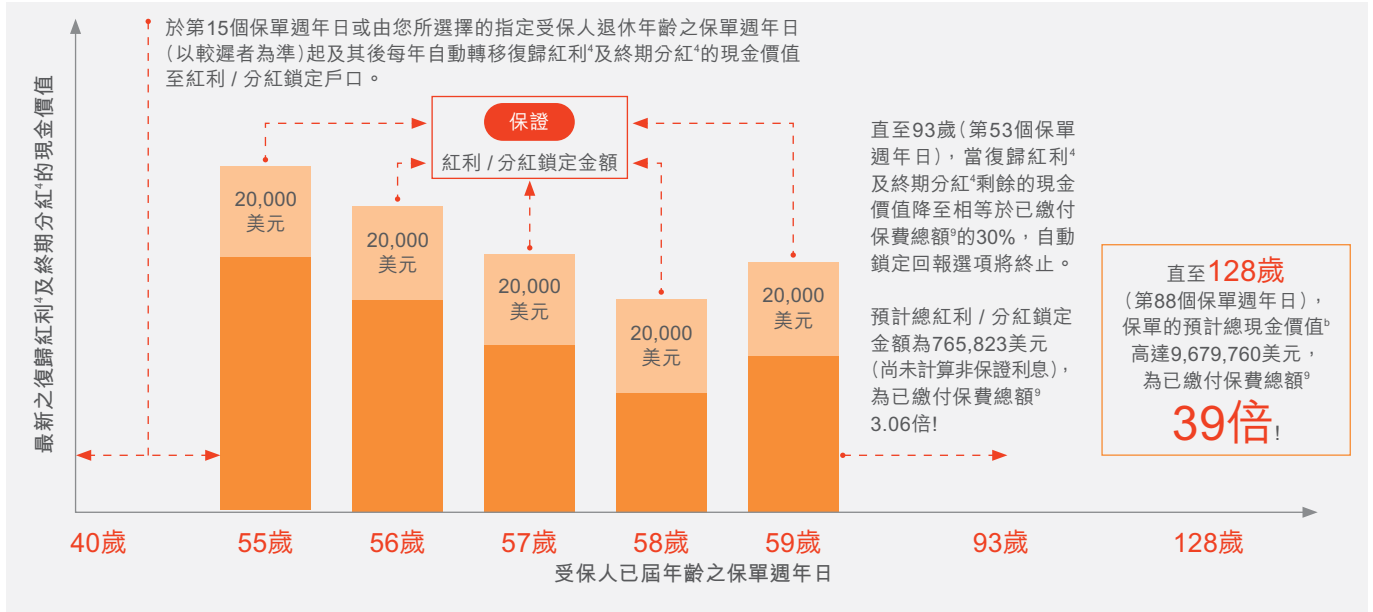 於第15個保單週年日或由您所選擇的指定受保人退休年齡之保單週年日
（以較遲者為準）起及其後每年自動轉移復歸紅利⁴及終期分紅⁴的現金價值
至紅利 / 分紅鎖定戶口。
最新之復歸紅利⁴及終期分紅⁴的現金價值
保證
紅利 / 分紅鎖定金額
20,000
美元
20,000
美元
20,000
美元
20,000
美元
20,000
美元
直至93歲（第53個保單
週年日），當復歸紅利⁴
及終期分紅⁴剩餘的現金
價值降至相等於已繳付
保費總額⁹的30%，自動
鎖定回報選項將終止。
預計總紅利 / 分紅鎖定
金額為765,823美元
（尚未計算非保證利息），
為已繳付保費總額⁹
3.06倍!
直至128歲
（第88個保單週年日），
保單的預計總現金價值ᵇ
高達9,679,760美元，
為已繳付保費總額⁹
39倍!
40歲
55歲
56歲
57歲
58歲
59歲
93歲
128歲
受保人已屆年齡之保單週年日